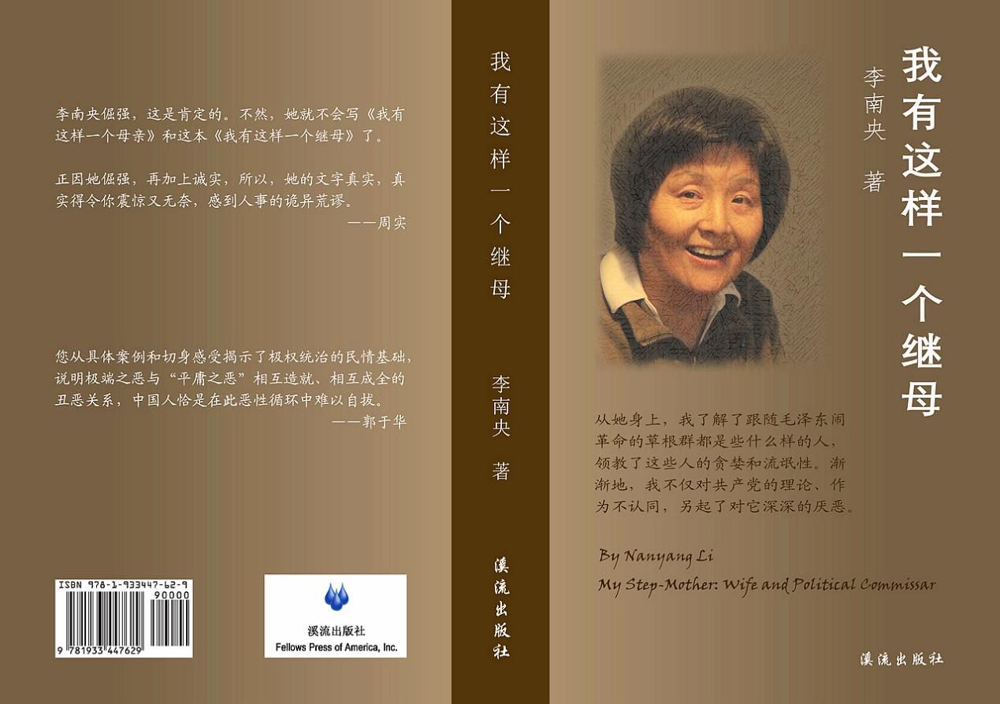 我有这样一个继母
李南央 著
从她身上，我了解了跟随毛泽东闹
革命的草根群都是些什么样的人，
领教了这些人的贪婪和流氓性。渐
渐地，我不仅对共产党的理论、作
为不认同，另起了对它深深的厌恶。
By Nanyang Li
My Step-Mother: Wife and Political Commissar
溪流出版社
我有这样一个继母
李南央 著
溪流出版社
李南央倔强，这是肯定的。不然，她就不会写《我有
这样一个母亲》和这本《我有这样一个继母》了。
正因她倔强，再加上诚实，所以，她的文字真实，真
实得令你震惊又无奈，感到人事的诡异荒谬。
——周实
您从具体案例和切身感受揭示了极权统治的民情基础，
说明极端之恶与“平庸之恶”相互造就、相互成全的
丑恶关系，中国人恰是在此恶性循环中难以自拔。
——郭于华
ISBN 978-1-933447-62-9
90000
9 781933 447629
溪流出版社
Fellows Press of America, Inc.